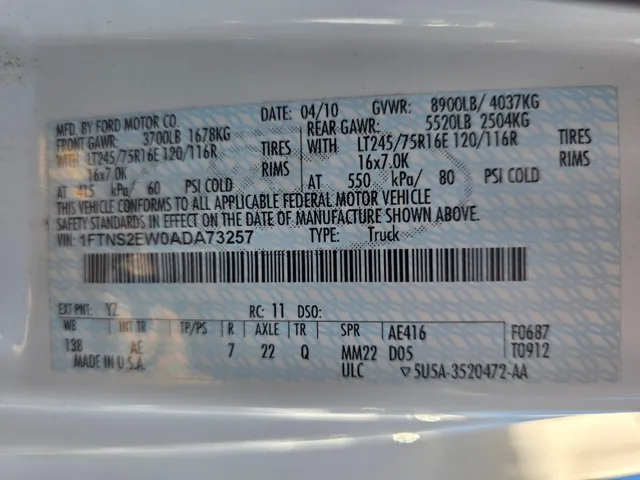 MFD. BY FORD MOTOR CO.
DATE: 04/10 GVWR: 8900LB/ 4037KG
FRONT GAWR: 3700LB 1678KG
REAR GAWR: 5520LB 2504KG
WITH LT245/75R16E 120/116R TIRES
WITH LT245/75R16E 120/116R TIRES
16x7.0K RIMS
16x7.0K RIMS
AT 415 kPa/ 60 PSI COLD
AT 550 kPa/ 80 PSI COLD
THIS VEHICLE CONFORMS TO ALL APPLICABLE FEDERAL MOTOR VEHICLE
SAFETY STANDARDS IN EFFECT ON THE DATE OF MANUFACTURE SHOWN ABOVE.
VIN: 1FTNS2EW0ADA73257 TYPE: Truck
EXT PNT: YZ RC: 11 DSO:
WB INT TR TP/PS R AXLE TR SPR AE416 F0687
138 AE 7 22 Q MM22 D05 T0912
MADE IN U.S.A. ULC ▽5U5A-3520472-AA